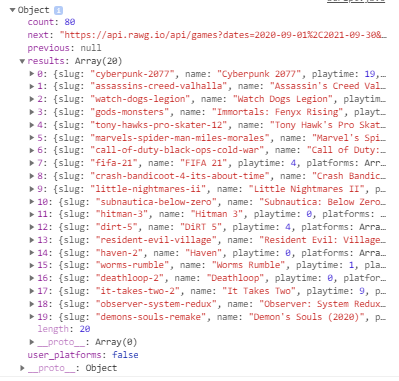 Object i
count: 80
next: "https://api.rawg.io/api/games?dates=2020-09-01%2C2021-09-30&…
previous: null
results: Array(20)
0: {slug: "cyberpunk-2077", name: "Cyberpunk 2077", playtime: 19,…
1: {slug: "assassins-creed-valhalla", name: "Assassin's Creed Val…
2: {slug: "watch-dogs-legion", name: "Watch Dogs Legion", playtim…
3: {slug: "gods-monsters", name: "Immortals: Fenyx Rising", playt…
4: {slug: "tony-hawks-pro-skater-12", name: "Tony Hawk's Pro Skat…
5: {slug: "marvels-spider-man-miles-morales", name: "Marvel's Spi…
6: {slug: "call-of-duty-black-ops-cold-war", name: "Call of Duty:…
7: {slug: "fifa-21", name: "FIFA 21", playtime: 4, platforms: Arr…
8: {slug: "crash-bandicoot-4-its-about-time", name: "Crash Bandic…
9: {slug: "little-nightmares-ii", name: "Little Nightmares II", p…
10: {slug: "subnautica-below-zero", name: "Subnautica: Below Zero…
11: {slug: "hitman-3", name: "Hitman 3", playtime: 0, platforms: …
12: {slug: "dirt-5", name: "DiRT 5", playtime: 4, platforms: Arra…
13: {slug: "resident-evil-village", name: "Resident Evil: Village…
14: {slug: "haven-2", name: "Haven", playtime: 0, platforms: Arra…
15: {slug: "worms-rumble", name: "Worms Rumble", playtime: 1, pla…
16: {slug: "deathloop-2", name: "Deathloop", playtime: 0, platfor…
17: {slug: "it-takes-two-2", name: "It Takes Two", playtime: 9, p…
18: {slug: "observer-system-redux", name: "Observer: System Redux…
19: {slug: "demons-souls-remake", name: "Demon's Souls (2020)", p…
length: 20
__proto__: Array(0)
user_platforms: false
__proto__: Object